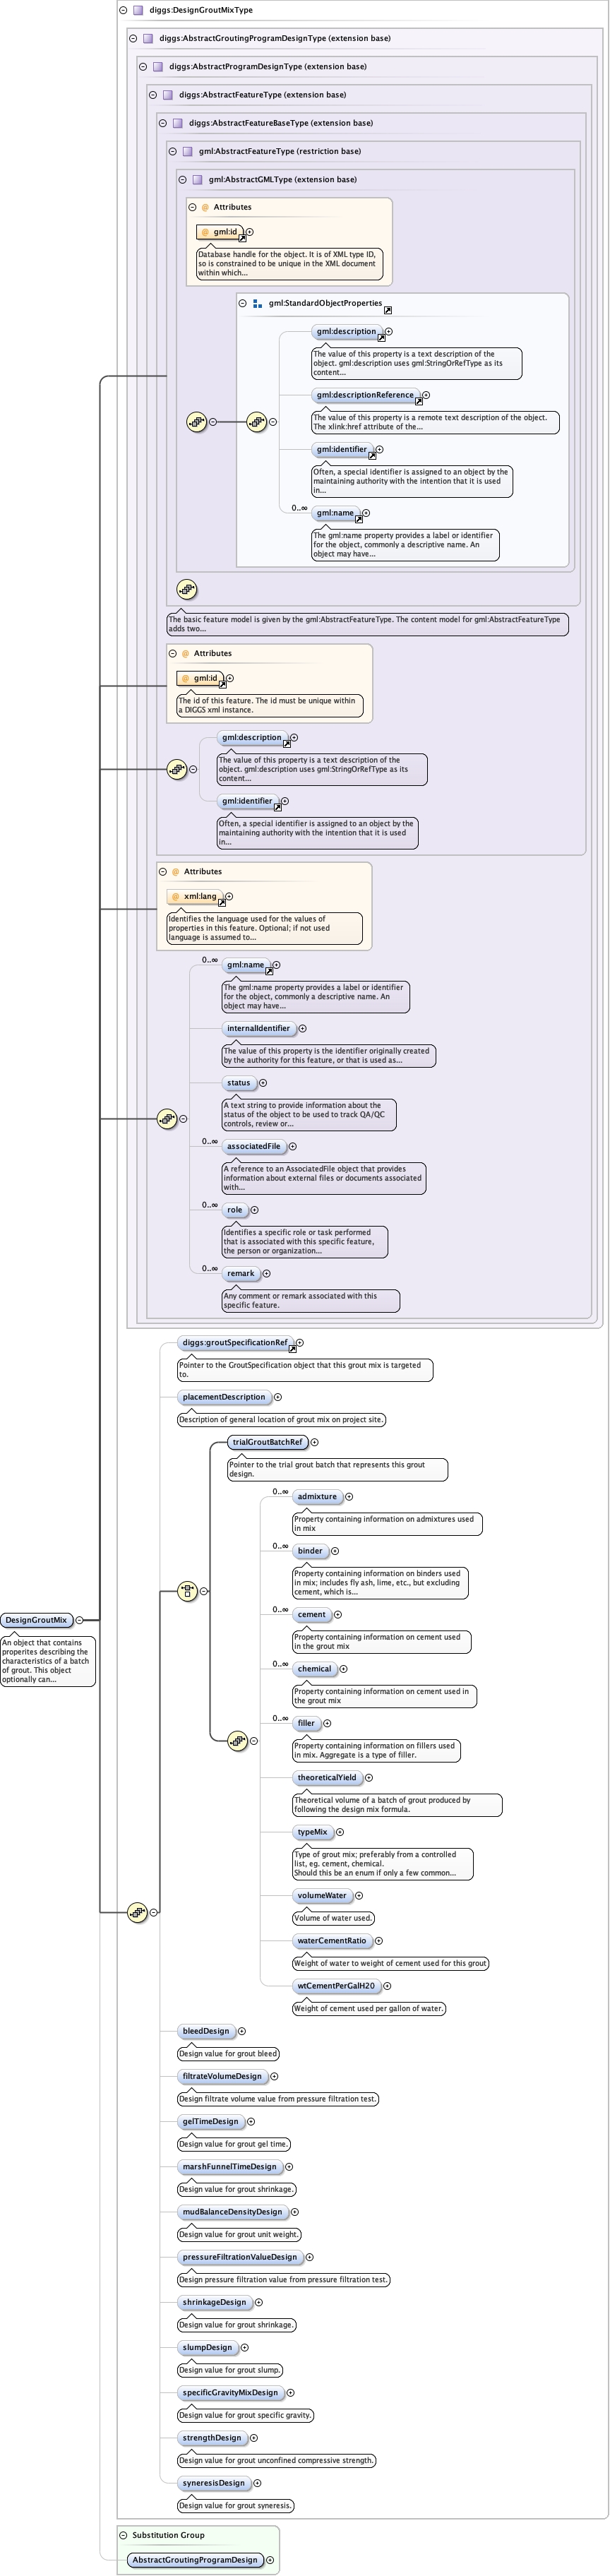 diggs:DesignGroutMixType
diggs:AbstractGroutingProgramDesignType (extension base)
diggs:AbstractProgramDesignType (extension base)
diggs:AbstractFeatureType (extension base)
diggs:AbstractFeatureBaseType (extension base)
gml:AbstractFeatureType (restriction base)
gml:AbstractGMLType (extension base)
@ Attributes
@ gml:id
Database handle for the object. It is of XML type ID,
so is constrained to be unique in the XML document
within which...
gml:StandardObjectProperties
gml:description
The value of this property is a text description of the
object. gml:description uses gml:StringOrRefType as its
content...
gml:descriptionReference
The value of this property is a remote text description of the object.
The xlink:href attribute of the...
gml:identifier
Often, a special identifier is assigned to an object by the
maintaining authority with the intention that it is used
in...
0..∞
gml:name
The gml:name property provides a label or identifier
for the object, commonly a descriptive name. An
object may have...
The basic feature model is given by the gml:AbstractFeatureType. The content model for gml:AbstractFeatureType
adds two...
@ Attributes
@ gml:id
The id of this feature. The id must be unique within
a DIGGS xml instance.
gml:description
The value of this property is a text description of the
object. gml:description uses gml:StringOrRefType as its
content...
gml:identifier
Often, a special identifier is assigned to an object by the
maintaining authority with the intention that it is used
in...
@ Attributes
@ xml:lang
Identifies the language used for the values of
properties in this feature. Optional; if not used
language is assumed to...
0..∞
gml:name
The gml:name property provides a label or identifier
for the object, commonly a descriptive name. An
object may have...
internalIdentifier
The value of this property is the identifier originally created
by the authority for this feature, or that is used as...
status
A text string to provide information about the
status of the object to be used to track QA/QC
controls, review or...
0..∞
associatedFile
A reference to an AssociatedFile object that provides
information about external files or documents associated
with...
0..∞
role
Identifies a specific role or task performed
that is associated with this specific feature,
the person or organization...
0..∞
remark
Any comment or remark associated with this
specific feature.
diggs:groutSpecificationRef
Pointer to the GroutSpecification object that this grout mix is targeted
to.
placementDescription
Description of general location of grout mix on project site.
trialGroutBatchRef
Pointer to the trial grout batch that represents this grout
design.
0..∞
admixture
Property containing information on admixtures used
in mix
0..∞
binder
Property containing information on binders used
in mix; includes fly ash, lime, etc., but excluding
cement, which is...
0..∞
cement
Property containing information on cement used
in the grout mix
0..∞
chemical
Property containing information on cement used in
the grout mix
0..∞
filler
Property containing information on fillers used
in mix. Aggregate is a type of filler.
theoreticalYield
Theoretical volume of a batch of grout produced by
following the design mix formula.
typeMix
Type of grout mix; preferably from a controlled
list, eg. cement, chemical.
Should this be an enum if only a few common...
volumeWater
Volume of water used.
waterCementRatio
Weight of water to weight of cement used for this grout
wtCementPerGalH20
Weight of cement used per gallon of water.
DesignGroutMix
An object that contains
properites describing the
characteristics of a batch
of grout. This object
optionally can...
bleedDesign
Design value for grout bleed
filtrateVolumeDesign
Design filtrate volume value from pressure filtration test.
gelTimeDesign
Design value for grout gel time.
marshFunnelTimeDesign
Design value for grout shrinkage.
mudBalanceDensityDesign
Design value for grout unit weight.
pressureFiltrationValueDesign
Design pressure filtration value from pressure filtration test.
shrinkageDesign
Design value for grout shrinkage.
slumpDesign
Design value for grout slump.
specificGravityMixDesign
Design value for grout specific gravity.
strengthDesign
Design value for grout unconfined compressive strength.
syneresisDesign
Design value for grout syneresis.
Substitution Group
AbstractGroutingProgramDesign